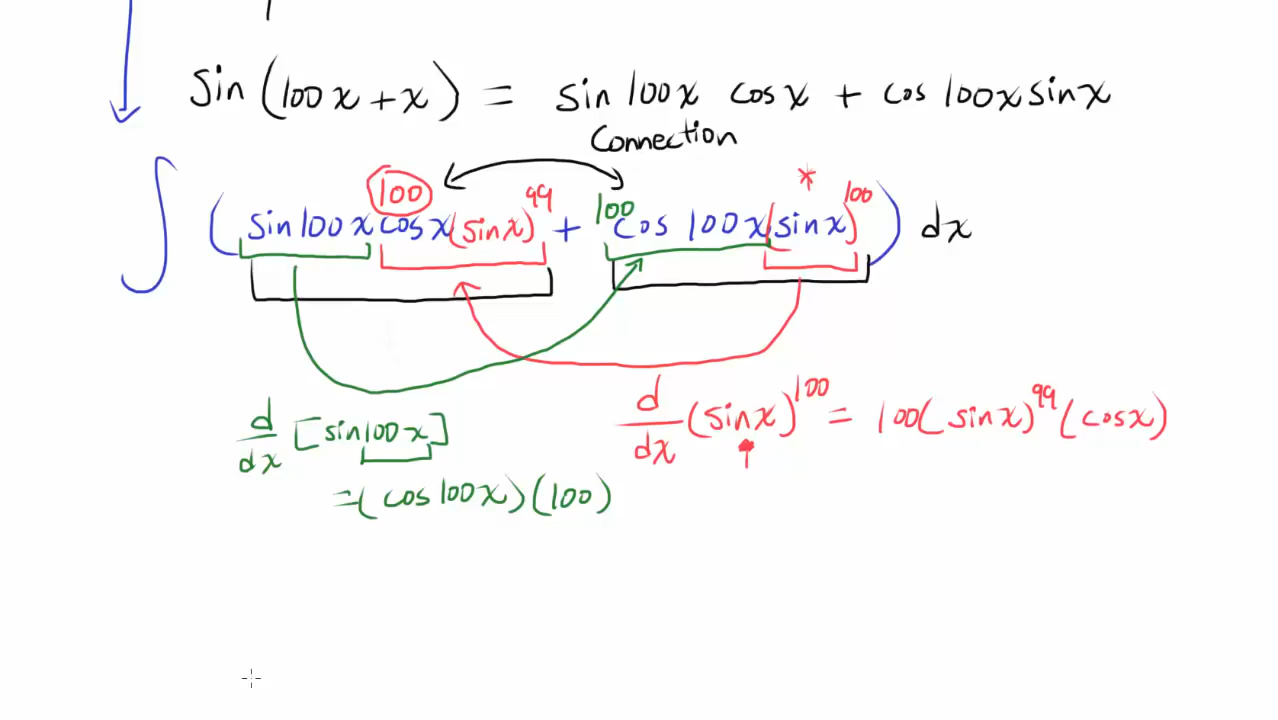 sin (100x + x) = sin 100x cos x + cos 100x sin x
Connection
∫ ( sin 100x 100 cos x (sin x)^99 + 100 cos 100x (sin x)^100 ) dx
*
d/dx [sin 100x]
= (cos 100x)(100)
d/dx (sin x)^100 = 100 (sin x)^99 (cos x)